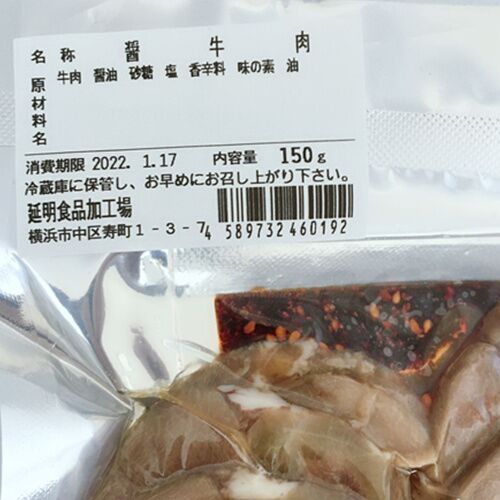 名 称 醤 牛 肉
原材料名 牛肉 醤油 砂糖 塩 香辛料 味の素 油
消費期限 2022. 1.17 内容量 150g
冷蔵庫に保管し、お早めにお召し上がり下さい。
延明食品加工場
横浜市中区寿町1-3-7
4 589732 460192